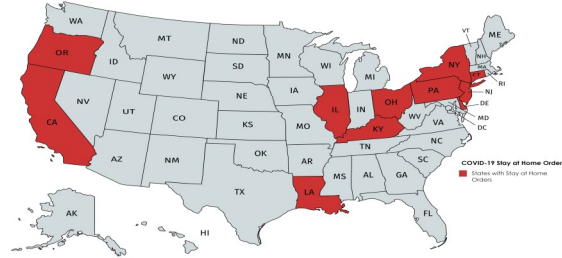 WA
OR
CA
NV
ID
MT
WY
UT
CO
AZ
NM
ND
SD
NE
KS
OK
TX
MN
IA
MO
AR
LA
WI
IL
MI
IN
OH
KY
TN
MS
AL
GA
FL
SC
NC
VA
WV
PA
NY
VT
NH
ME
MA
CT
RI
NJ
DE
MD
DC
AK
HI
COVID-19 Stay at Home Order
States with Stay at Home
Orders